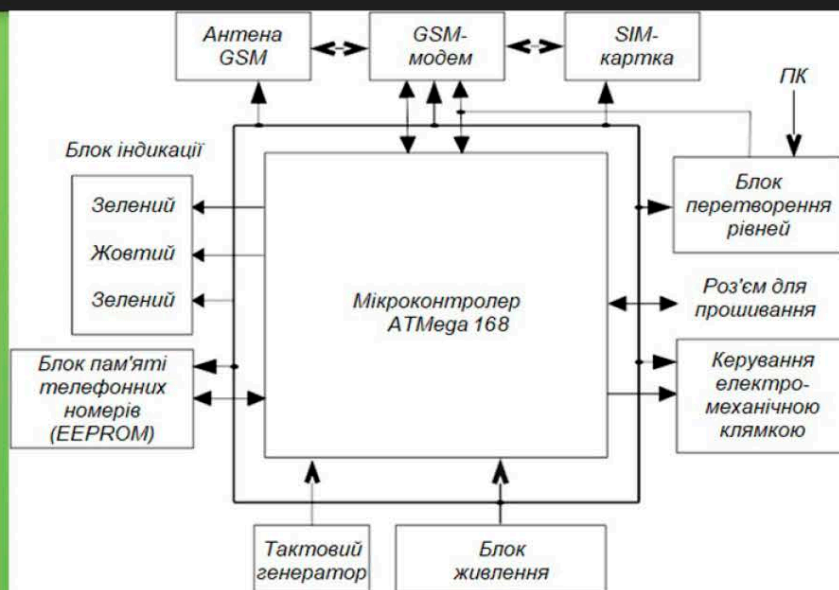 Антена
GSM
GSM-
модем
SIM-
картка
ПК
Блок індикації
Зелений
Жовтий
Зелений
Блок
перетворення
рівней
Мікроконтролер
ATMega 168
Роз'єм для
прошивання
Блок пам'яті
телефонних
номерів
(EEPROM)
Керування
електро-
механічною
клямкою
Тактовий
генератор
Блок
живлення